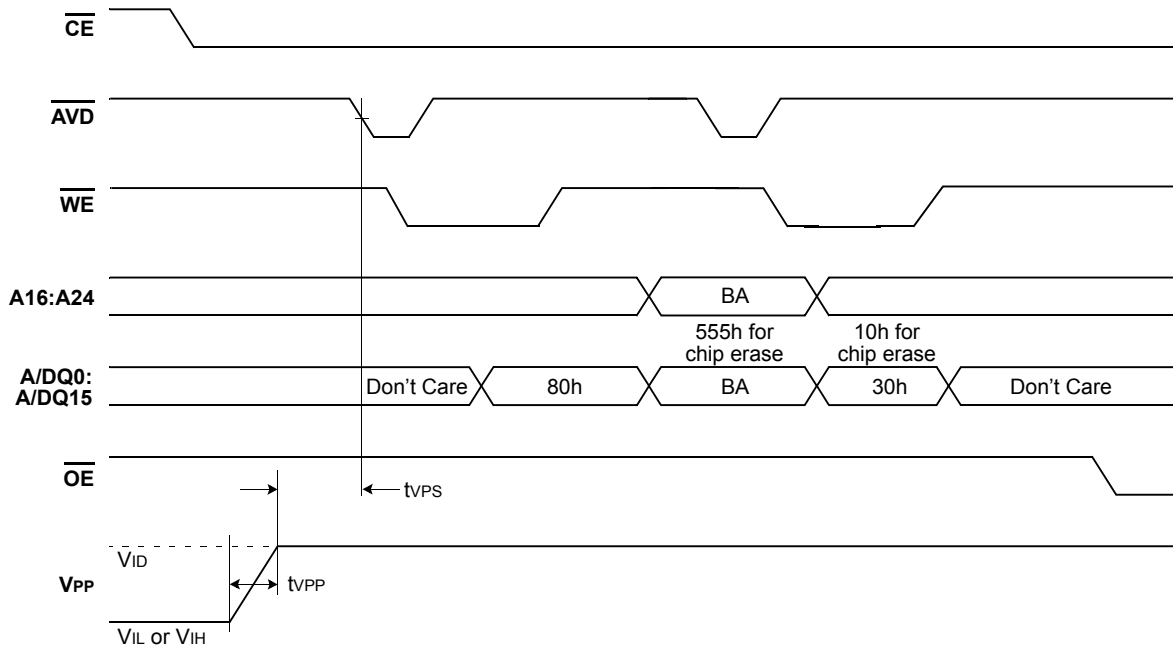 CE
AVD
WE
A16:A24
BA
555h for
chip erase
10h for
chip erase
A/DQ0:
A/DQ15
Don't Care
80h
BA
30h
Don't Care
OE
tVPS
VID
VPP
tVPP
VIL or VIH